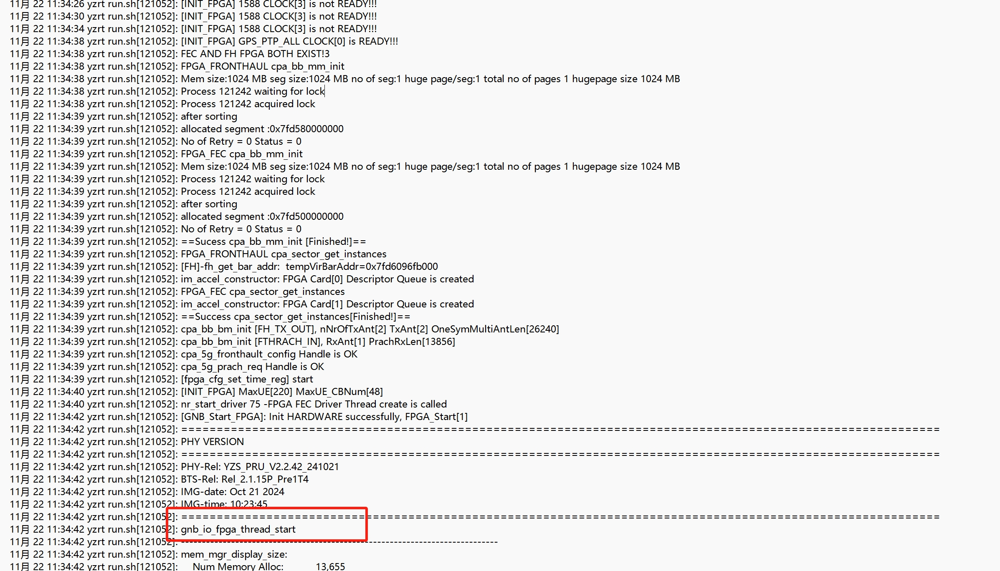 11月 22 11:34:26 yzrt run.sh[121052]: [INIT_FPGA] 1588 CLOCK[3] is not READY!!!
11月 22 11:34:30 yzrt run.sh[121052]: [INIT_FPGA] 1588 CLOCK[3] is not READY!!!
11月 22 11:34:34 yzrt run.sh[121052]: [INIT_FPGA] 1588 CLOCK[3] is not READY!!!
11月 22 11:34:38 yzrt run.sh[121052]: [INIT_FPGA] GPS_PTP_ALL CLOCK[0] is READY!!!
11月 22 11:34:38 yzrt run.sh[121052]: FEC AND FH FPGA BOTH EXIST!3
11月 22 11:34:38 yzrt run.sh[121052]: FPGA_FRONTHAUL cpa_bb_mm_init
11月 22 11:34:38 yzrt run.sh[121052]: Mem size:1024 MB seg size:1024 MB no of seg:1 huge page/seg:1 total no of pages 1 hugepage size 1024 MB
11月 22 11:34:38 yzrt run.sh[121052]: Process 121242 waiting for lock
11月 22 11:34:38 yzrt run.sh[121052]: Process 121242 acquired lock
11月 22 11:34:39 yzrt run.sh[121052]: after sorting
11月 22 11:34:39 yzrt run.sh[121052]: allocated segment :0x7fd580000000
11月 22 11:34:39 yzrt run.sh[121052]: No of Retry = 0 Status = 0
11月 22 11:34:39 yzrt run.sh[121052]: FPGA_FEC cpa_bb_mm_init
11月 22 11:34:39 yzrt run.sh[121052]: Mem size:1024 MB seg size:1024 MB no of seg:1 huge page/seg:1 total no of pages 1 hugepage size 1024 MB
11月 22 11:34:39 yzrt run.sh[121052]: Process 121242 waiting for lock
11月 22 11:34:39 yzrt run.sh[121052]: Process 121242 acquired lock
11月 22 11:34:39 yzrt run.sh[121052]: after sorting
11月 22 11:34:39 yzrt run.sh[121052]: allocated segment :0x7fd500000000
11月 22 11:34:39 yzrt run.sh[121052]: No of Retry = 0 Status = 0
11月 22 11:34:39 yzrt run.sh[121052]: ==Sucess cpa_bb_mm_init [Finished!]==
11月 22 11:34:39 yzrt run.sh[121052]: FPGA_FRONTHAUL cpa_sector_get_instances
11月 22 11:34:39 yzrt run.sh[121052]: [FH]-fh_get_bar_addr:  tempVirBarAddr=0x7fd6096fb000
11月 22 11:34:39 yzrt run.sh[121052]: im_accel_constructor: FPGA Card[0] Descriptor Queue is created
11月 22 11:34:39 yzrt run.sh[121052]: FPGA_FEC cpa_sector_get_instances
11月 22 11:34:39 yzrt run.sh[121052]: im_accel_constructor: FPGA Card[1] Descriptor Queue is created
11月 22 11:34:39 yzrt run.sh[121052]: ==Success cpa_sector_get_instances[Finished!]==
11月 22 11:34:39 yzrt run.sh[121052]: cpa_bb_bm_init [FH_TX_OUT], nNrOfTxAnt[2] TxAnt[2] OneSymMultiAntLen[26240]
11月 22 11:34:39 yzrt run.sh[121052]: cpa_bb_bm_init [FTHRACH_IN], RxAnt[1] PrachRxLen[13856]
11月 22 11:34:39 yzrt run.sh[121052]: cpa_5g_fronthault_config Handle is OK
11月 22 11:34:39 yzrt run.sh[121052]: cpa_5g_prach_req Handle is OK
11月 22 11:34:39 yzrt run.sh[121052]: [fpga_cfg_set_time_reg] start
11月 22 11:34:40 yzrt run.sh[121052]: [INIT_FPGA] MaxUE[220] MaxUE_CBNum[48]
11月 22 11:34:40 yzrt run.sh[121052]: nr_start_driver 75 -FPGA FEC Driver Thread create is called
11月 22 11:34:42 yzrt run.sh[121052]: [GNB_Start_FPGA]: Init HARDWARE successfully, FPGA_Start[1]
11月 22 11:34:42 yzrt run.sh[121052]: ===========================================================================================================
11月 22 11:34:42 yzrt run.sh[121052]: PHY VERSION
11月 22 11:34:42 yzrt run.sh[121052]: ===========================================================================================================
11月 22 11:34:42 yzrt run.sh[121052]: PHY-Rel: YZS_PRU_V2.2.42_241021
11月 22 11:34:42 yzrt run.sh[121052]: BTS-Rel: Rel_2.1.15P_Pre1T4
11月 22 11:34:42 yzrt run.sh[121052]: IMG-date: Oct 21 2024
11月 22 11:34:42 yzrt run.sh[121052]: IMG-time: 10:23:45
11月 22 11:34:42 yzrt run.sh[121052]: ===========================================================================================================
11月 22 11:34:42 yzrt run.sh[121052]: gnb_io_fpga_thread_start
11月 22 11:34:42 yzrt run.sh[121052]: ---------------------------------------------------------------------------
11月 22 11:34:42 yzrt run.sh[121052]: mem_mgr_display_size:
11月 22 11:34:42 yzrt run.sh[121052]:     Num Memory Alloc:           13,655